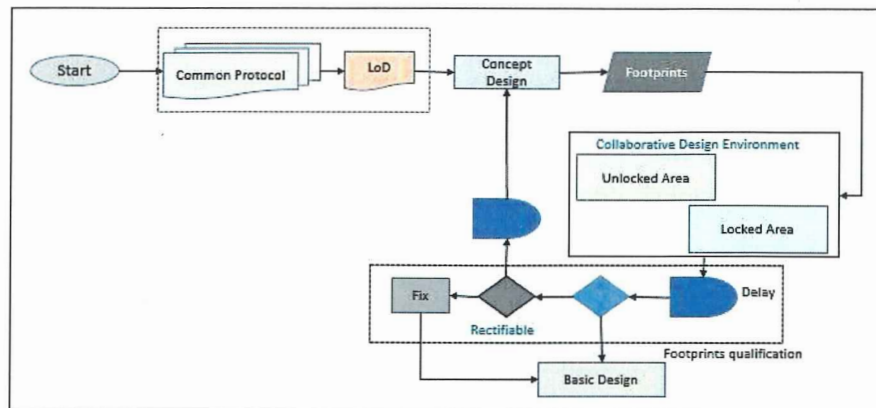 Start
Common Protocol
LoD
Concept
Design
Footprints
Collaborative Design Environment
Unlocked Area
Locked Area
Delay
Fix
Rectifiable
Footprints qualification
Basic Design